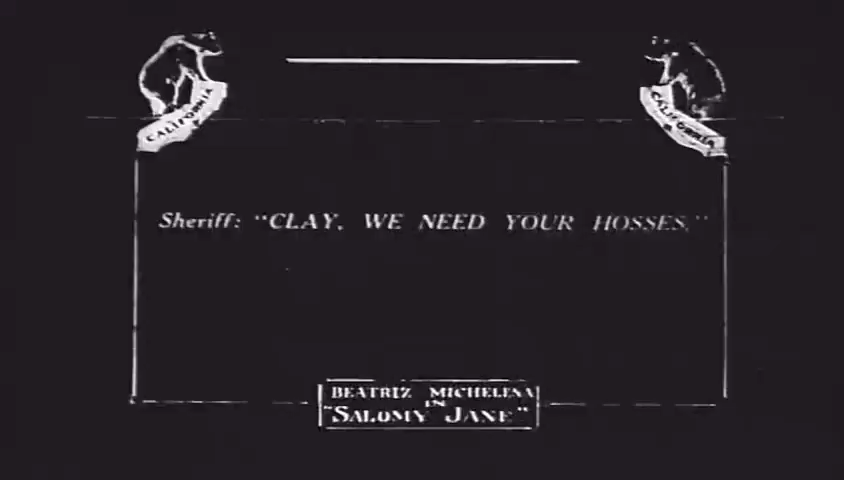 CALIFORNIA
CALIFORNIA
Sheriff: "CLAY, WE NEED YOUR HOSSES."
BEATRIZ MICHELENA
IN
"SALOMY JANE"